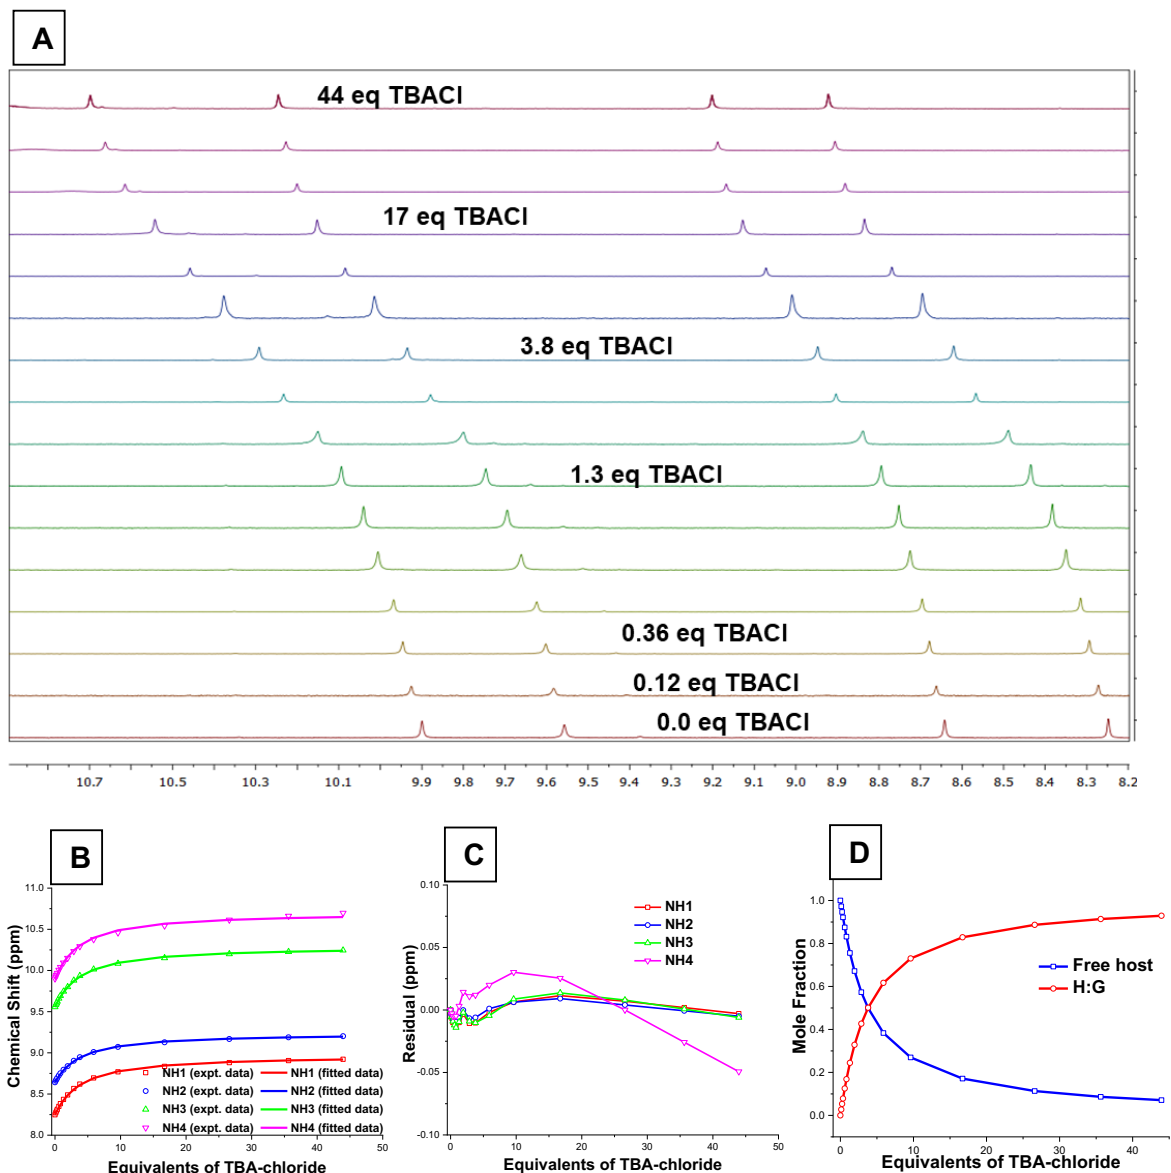 A
44 eq TBACl
17 eq TBACl
3.8 eq TBACl
1.3 eq TBACl
0.36 eq TBACl
0.12 eq TBACl
0.0 eq TBACl
10.7 10.5 10.3 10.1 9.9 9.8 9.7 9.6 9.5 9.4 9.3 9.2 9.1 9.0 8.9 8.8 8.7 8.6 8.5 8.4 8.3 8.2
B
Chemical Shift (ppm)
11.0
10.5
10.0
9.5
9.0
8.5
8.0
NH1 (expt. data) NH1 (fitted data)
NH2 (expt. data) NH2 (fitted data)
NH3 (expt. data) NH3 (fitted data)
NH4 (expt. data) NH4 (fitted data)
0 10 20 30 40 50
Equivalents of TBA-chloride
C
Residual (ppm)
0.10
0.05
0.00
-0.05
-0.10
NH1
NH2
NH3
NH4
0 10 20 30 40 50
Equivalents of TBA-chloride
D
Mole Fraction
1.0
0.8
0.6
0.4
0.2
0.0
Free host
H:G
0 10 20 30 40
Equivalents of TBA-chloride